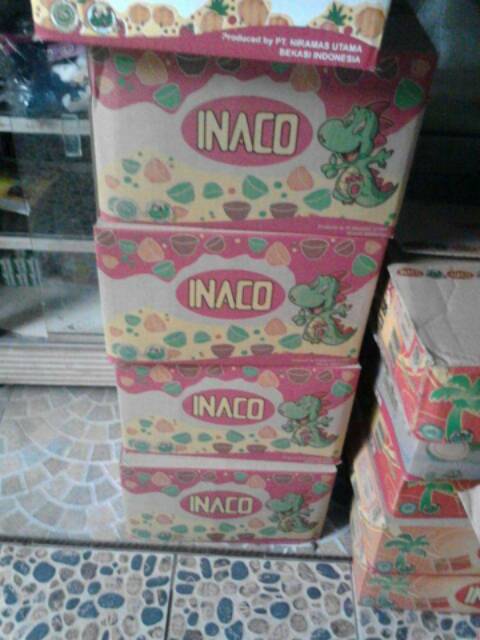 Produced by PT. NIRAMAS UTAMA
BEKASI INDONESIA
INACO
INACO
INACO
INACO